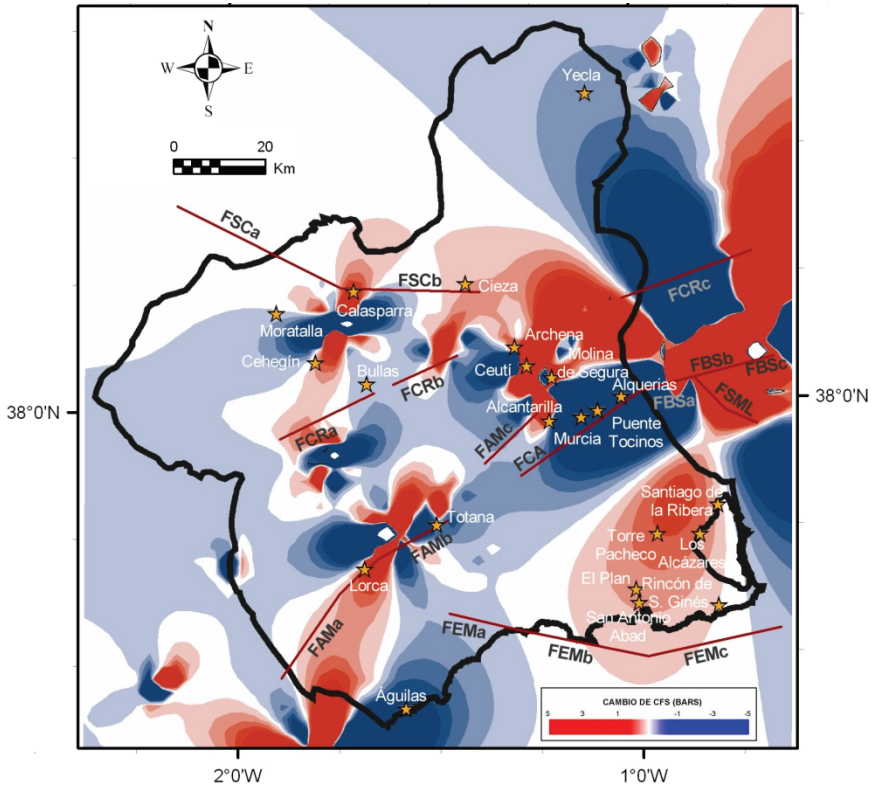 N
W E
S
0 20
Km
Yecla
FSCa
FSCb
Cieza
FCRc
Calasparra
Moratalla
Archena
Cehegín
Ceutí
Molina
de Segura
Bullas
FCRb
FBSb
FBSc
Alquerias
FBSa
FSML
38°0'N
38°0'N
Alcantarilla
FCRa
FAMc
FCA
Murcia
Puente
Tocinos
Santiago de
la Ribera
Totana
FAMb
Torre
Pacheco
Los
Alcázares
Lorca
El Plan
Rincón de
S. Ginés
San Antonio
Abad
FAMa
FEMa
FEMb
FEMc
Águilas
CAMBIO DE CFS (BARS)
5 3 1 -1 -3 -5
2°0'W
1°0'W